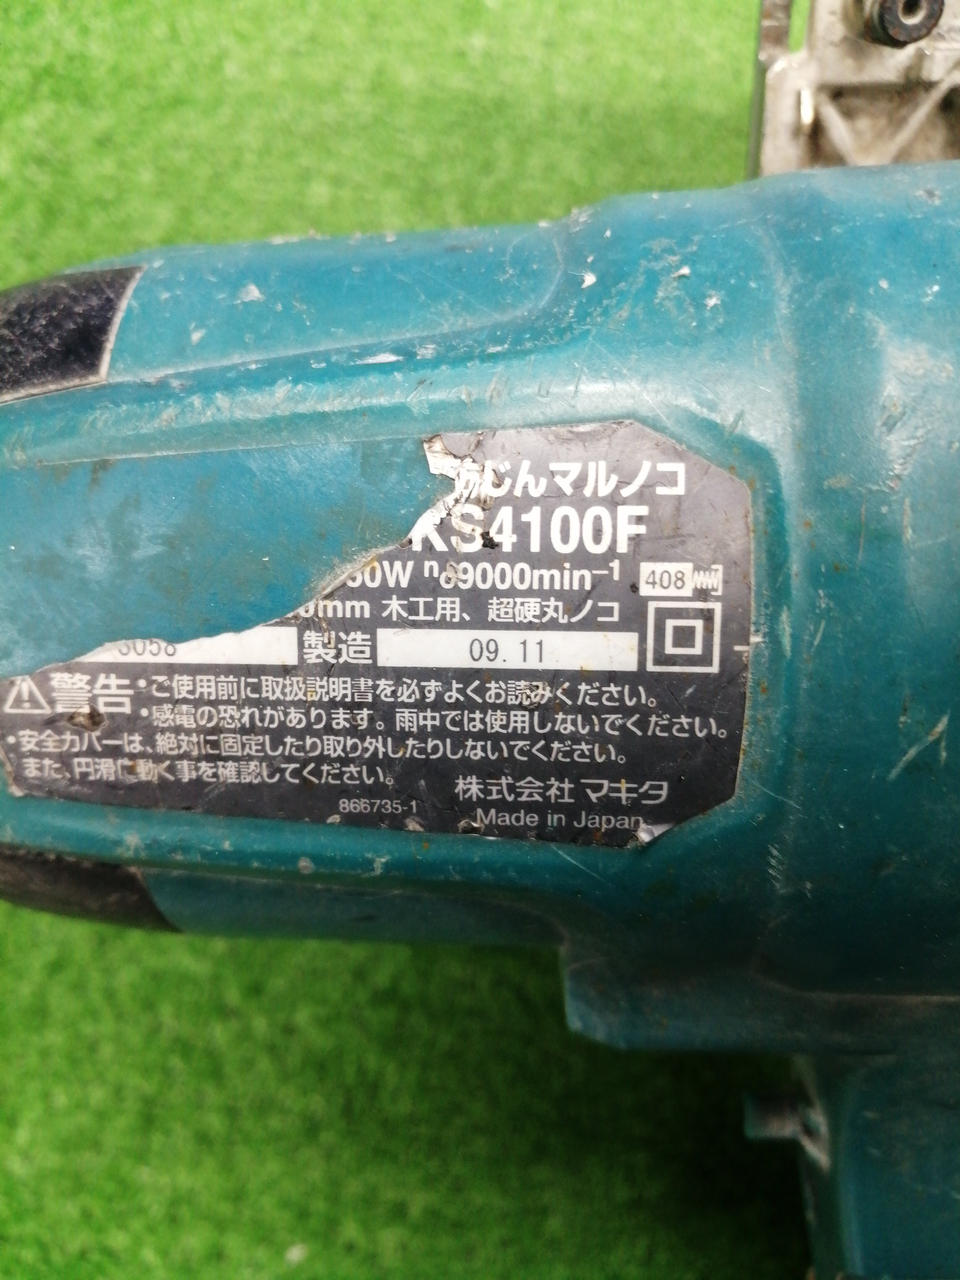 じんマルノコ
KS4100F
50W n₀9000min⁻¹
408
0mm 木工用、超硬丸ノコ
3058 製造 09.11
警告・ご使用前に取扱説明書を必ずよくお読みください。
・感電の恐れがあります。雨中では使用しないでください。
・安全カバーは、絶対に固定したり取り外したりしないでください。
また、円滑に動く事を確認してください。
株式会社 マキタ
866735-1
Made in Japan